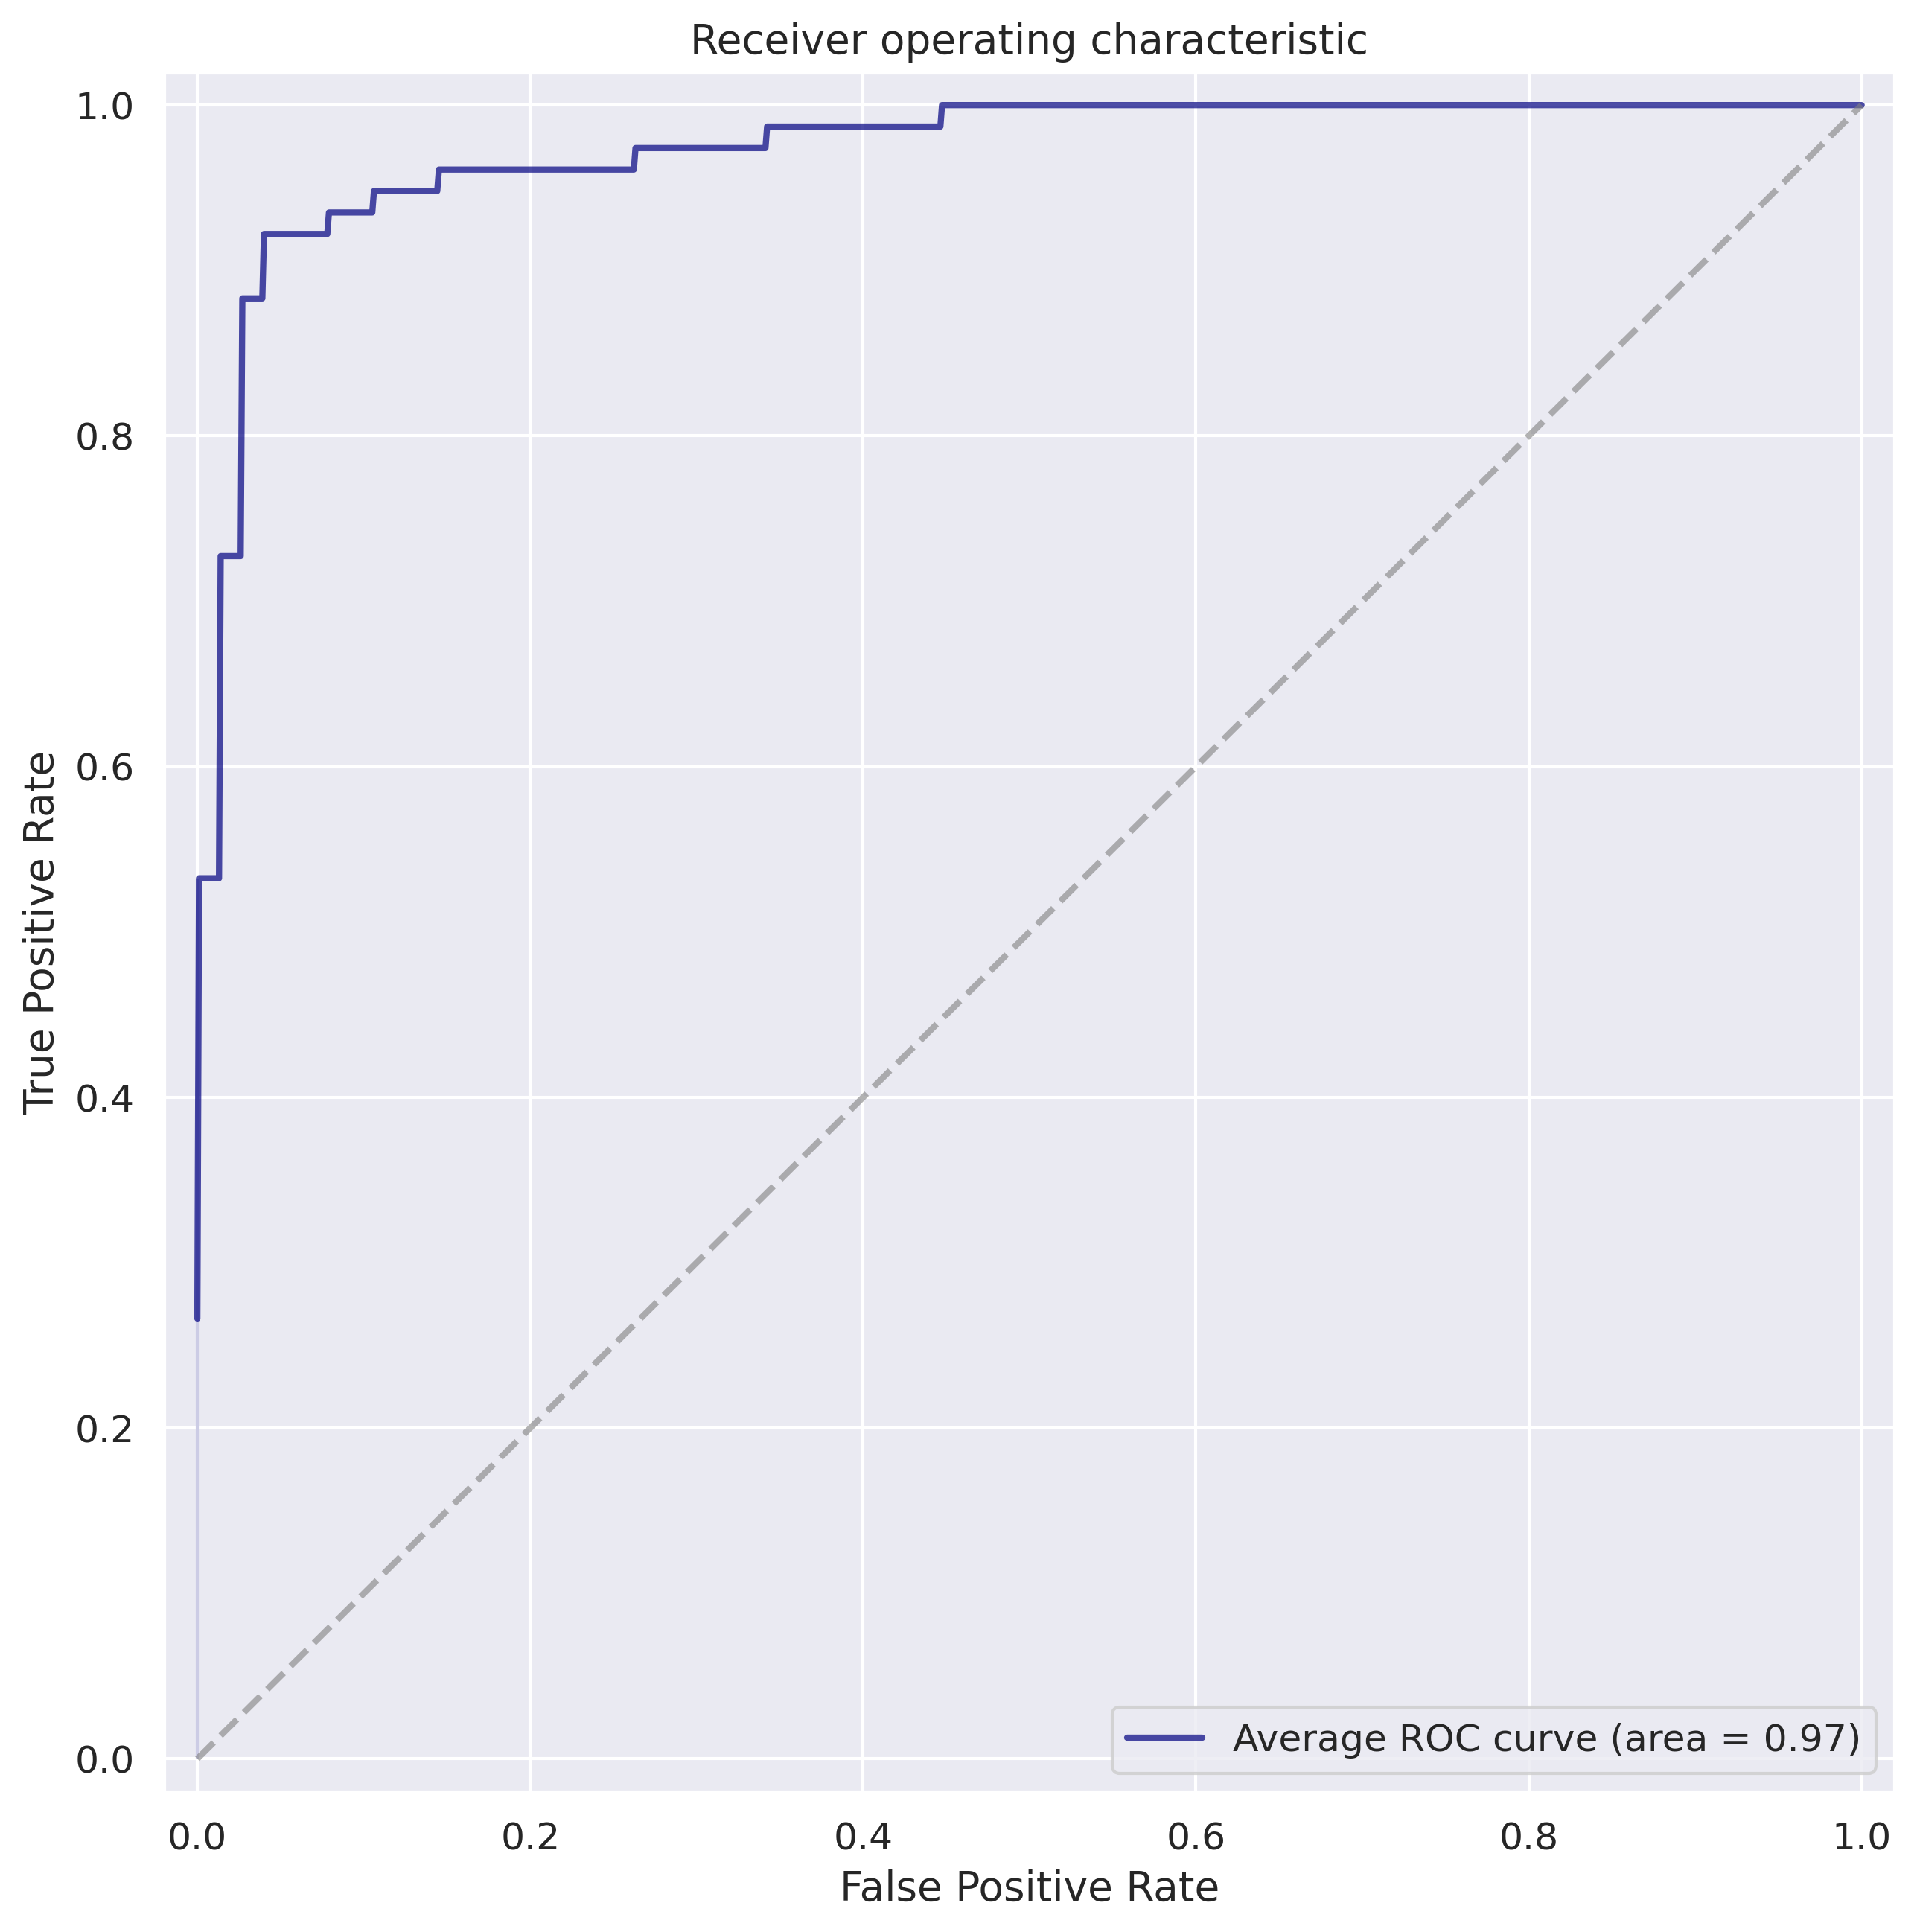 Receiver operating characteristic
1.0
0.8
0.6
0.4
0.2
0.0
True Positive Rate
Average ROC curve (area = 0.97)
0.0 0.2 0.4 0.6 0.8 1.0
False Positive Rate